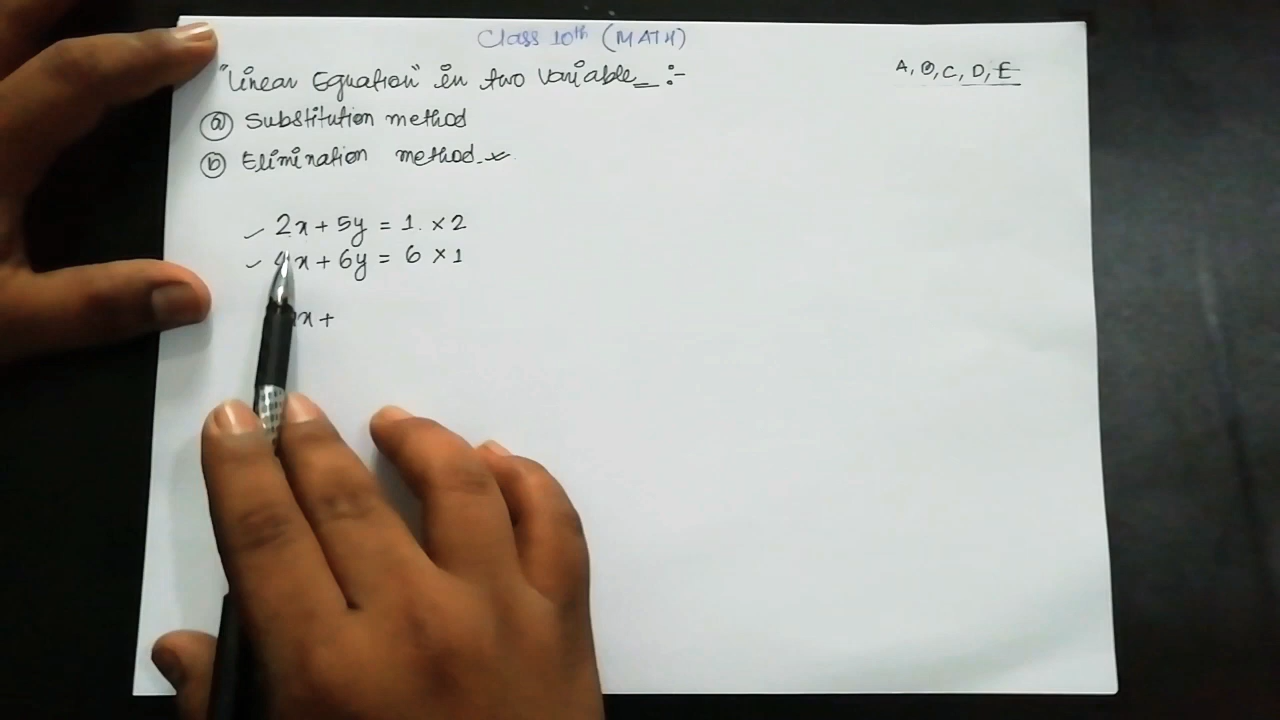 Class 10th (MATH)
"Linear Equation" in two variable :-
A, B, C, D, E
(a) Substitution method
(b) Elimination method
2x + 5y = 1. × 2
4x + 6y = 6 × 1
x +